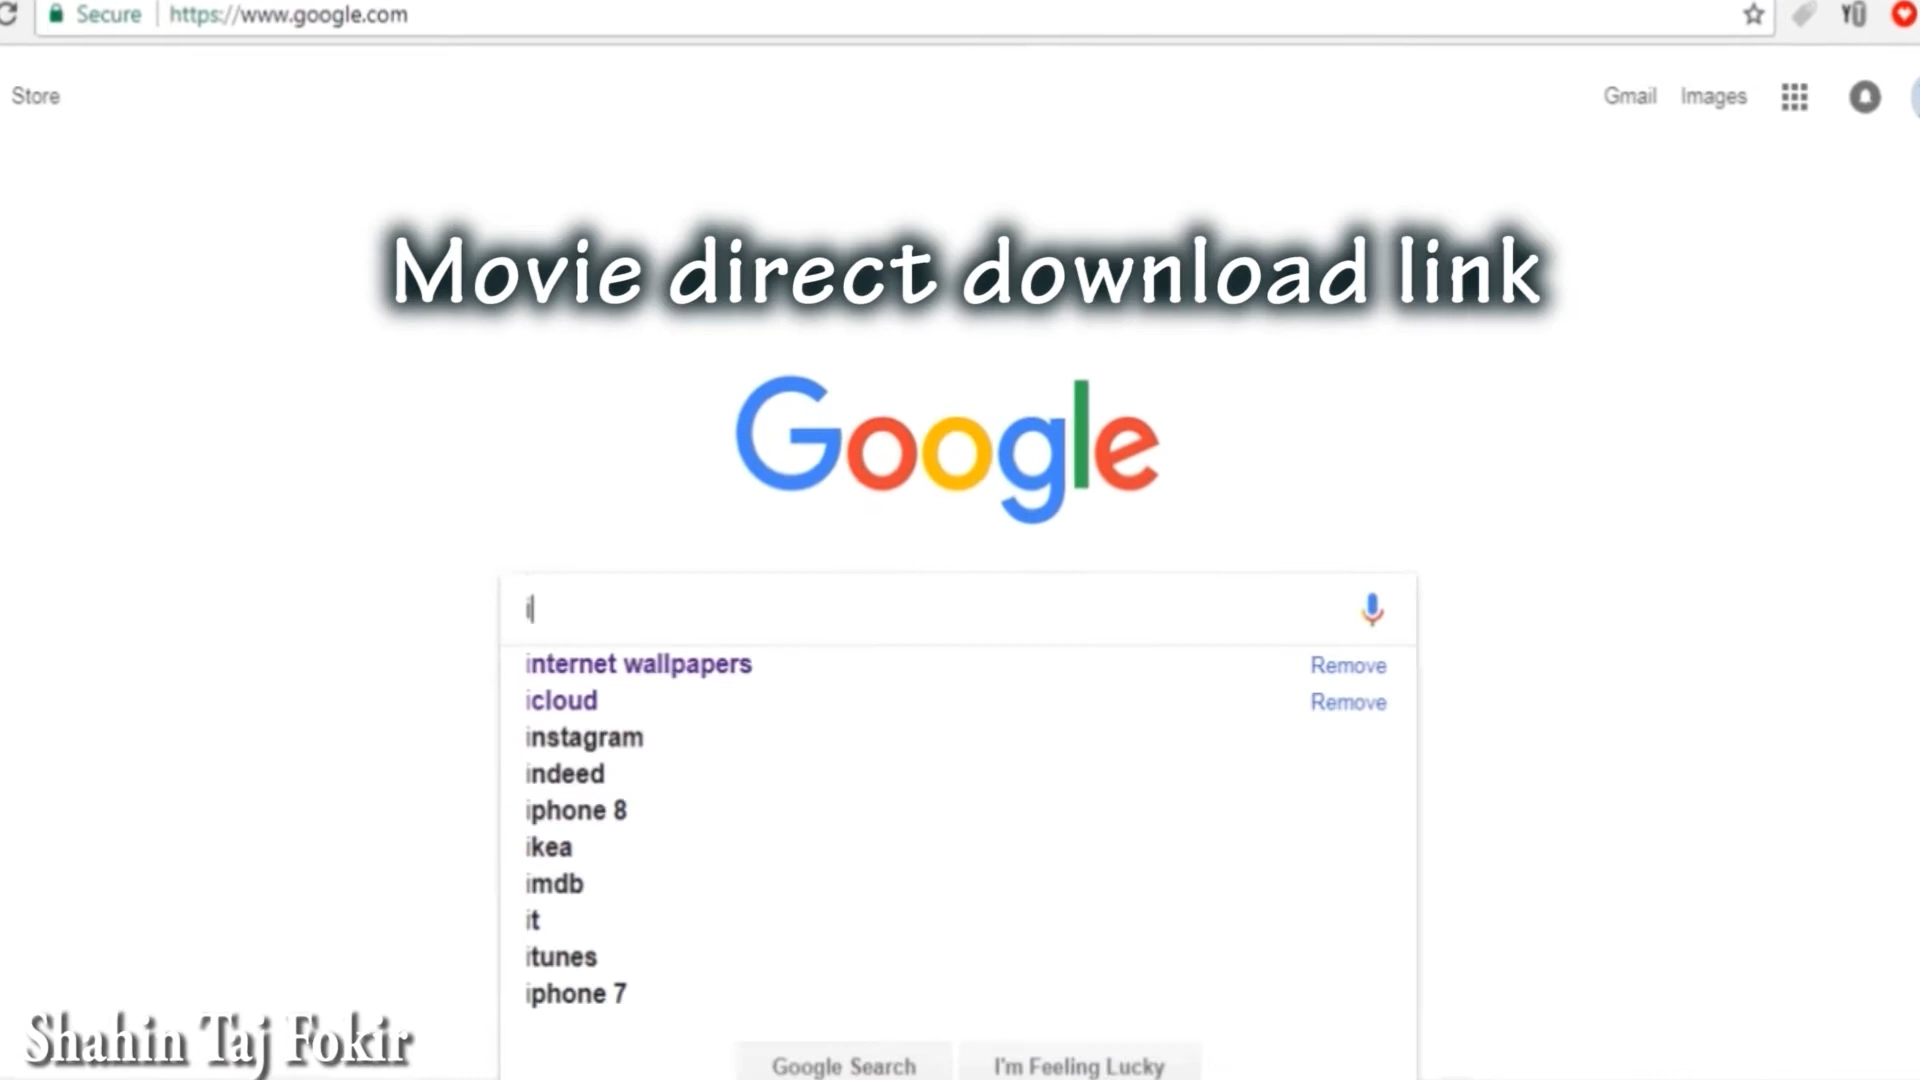 Secure https://www.google.com
Store Gmail Images
Movie direct download link
Google
i
internet wallpapers Remove
icloud Remove
instagram
indeed
iphone 8
ikea
imdb
it
itunes
iphone 7
Google Search I'm Feeling Lucky
Shahin Taj Fokir